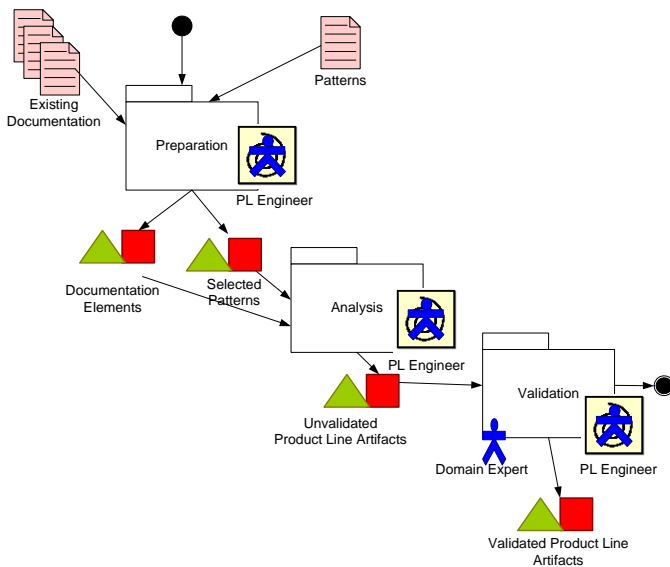 Patterns
Existing
Documentation
Preparation
PL Engineer
Documentation
Elements
Selected
Patterns
Analysis
PL Engineer
Unvalidated
Product Line Artifacts
Validation
Domain Expert
PL Engineer
Validated Product Line
Artifacts